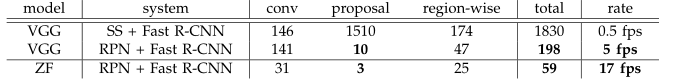 model system conv proposal region-wise total rate
VGG SS + Fast R-CNN 146 1510 174 1830 0.5 fps
VGG RPN + Fast R-CNN 141 10 47 198 5 fps
ZF RPN + Fast R-CNN 31 3 25 59 17 fps